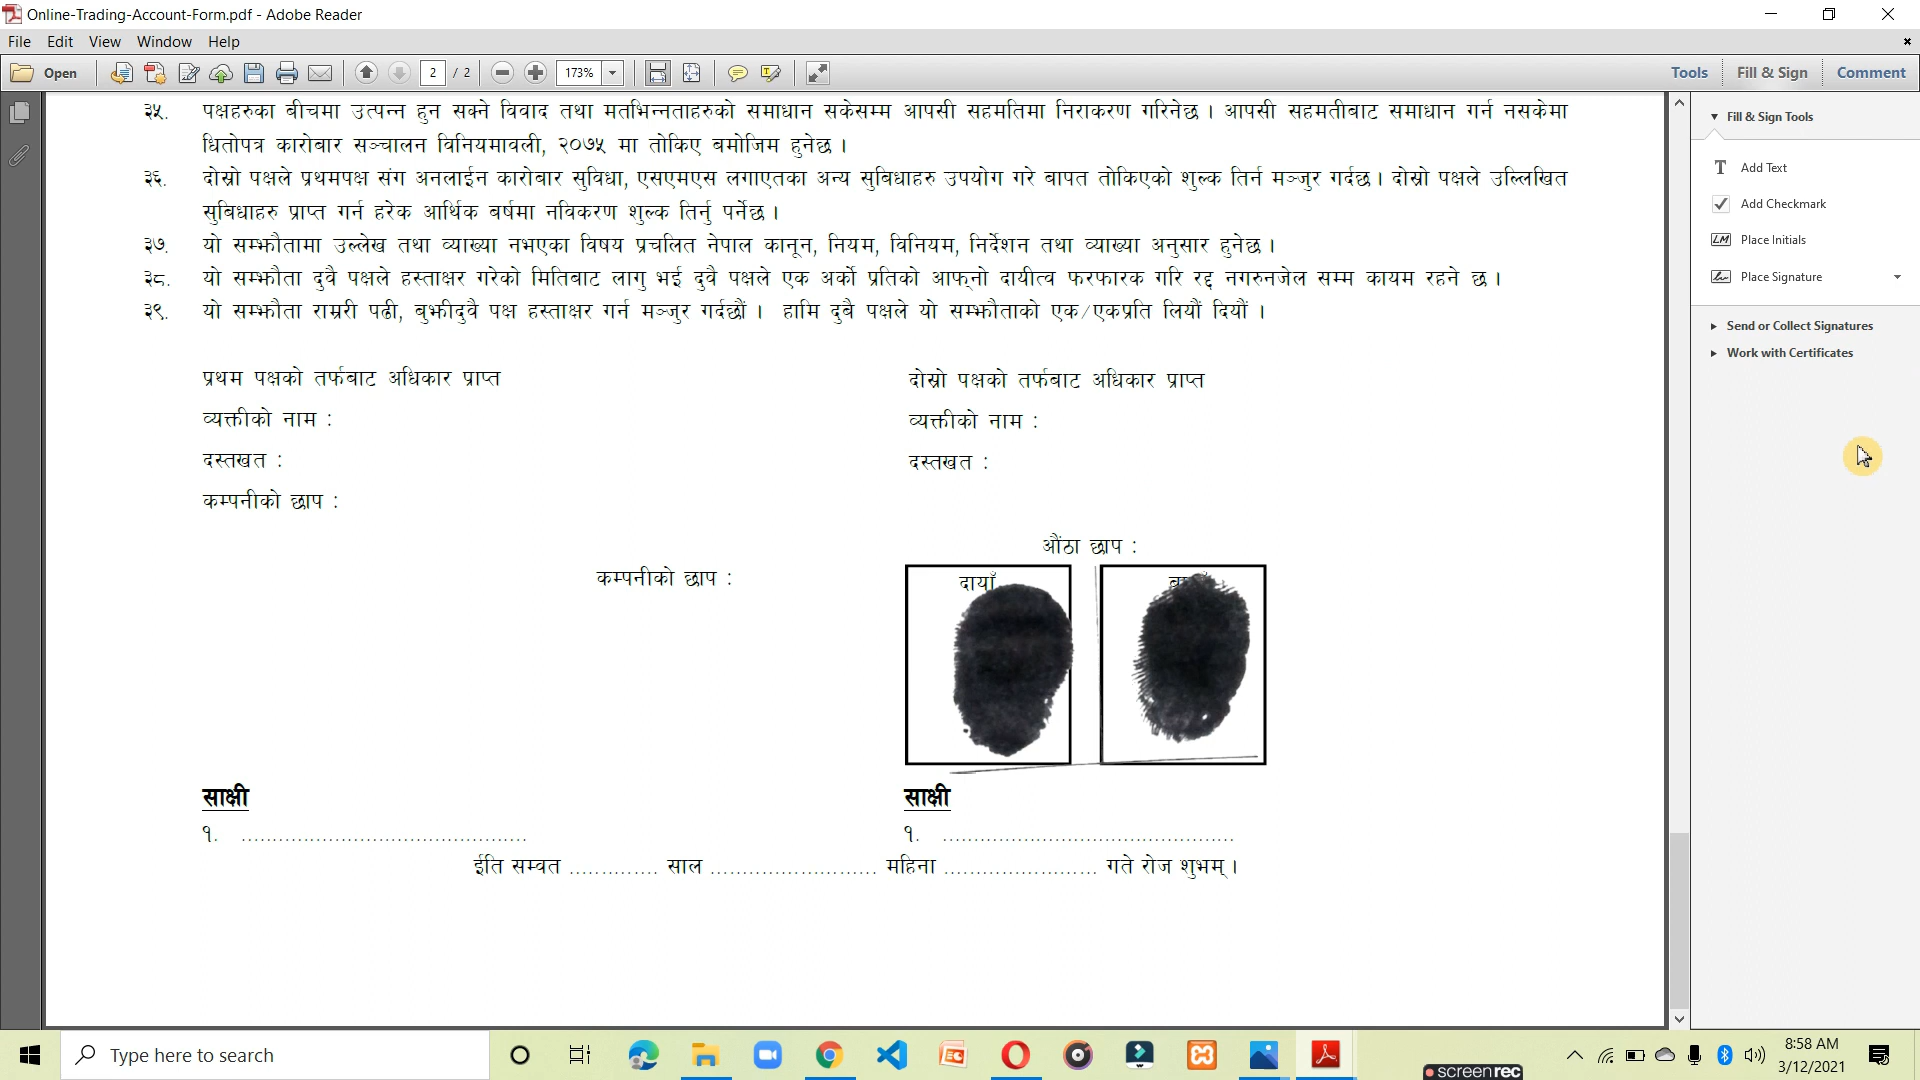 Online-Trading-Account-Form.pdf - Adobe Reader
File Edit View Window Help
Open 2 / 2 173% Tools Fill & Sign Comment
३५. पक्षहरुका बीचमा उत्पन्न हुन सक्ने विवाद तथा मतभिन्नताहरुको समाधान सकेसम्म आपसी सहमतिमा निराकरण गरिनेछ । आपसी सहमतीबाट समाधान गर्न नसकेमा
धितोपत्र कारोबार सञ्चालन विनियमावली, २०७५ मा तोकिए बमोजिम हुनेछ ।
३६. दोस्रो पक्षले प्रथमपक्ष संग अनलाईन कारोबार सुविधा, एसएमएस लगाएतका अन्य सुबिधाहरु उपयोग गरे बापत तोकिएको शुल्क तिर्न मञ्जुर गर्दछ। दोस्रो पक्षले उल्लिखित
सुबिधाहरु प्राप्त गर्न हरेक आर्थिक बर्षमा नविकरण शुल्क तिर्नु पर्नेछ ।
३७. यो सम्झौतामा उल्लेख तथा व्याख्या नभएका विषय प्रचलित नेपाल कानून, नियम, विनियम, निर्देशन तथा व्याख्या अनुसार हुनेछ ।
३८. यो सम्झौता दुवै पक्षले हस्ताक्षर गरेको मितिबाट लागु भई दुवै पक्षले एक अर्को प्रतिको आफ्नो दायीत्व फरफारक गरि रद्द नगरुनजेल सम्म कायम रहने छ ।
३९. यो सम्झौता राम्ररी पढी, बुझीदुवै पक्ष हस्ताक्षर गर्न मञ्जुर गर्दछौं । हामि दुबै पक्षले यो सम्झौताको एक/एकप्रति लियौं दियौं ।
प्रथम पक्षको तर्फबाट अधिकार प्राप्त
व्यक्तीको नाम :
दस्तखत :
कम्पनीको छाप :
दोस्रो पक्षको तर्फबाट अधिकार प्राप्त
व्यक्तीको नाम :
दस्तखत :
औंठा छाप :
कम्पनीको छाप :
दायाँ
साक्षी
१. ..............................................
साक्षी
१. ..............................................
ईति सम्वत .............. साल .......................... महिना ........................ गते रोज शुभम् ।
Fill & Sign Tools
Add Text
Add Checkmark
LM Place Initials
Place Signature
Send or Collect Signatures
Work with Certificates
Type here to search
screenrec
8:58 AM
3/12/2021